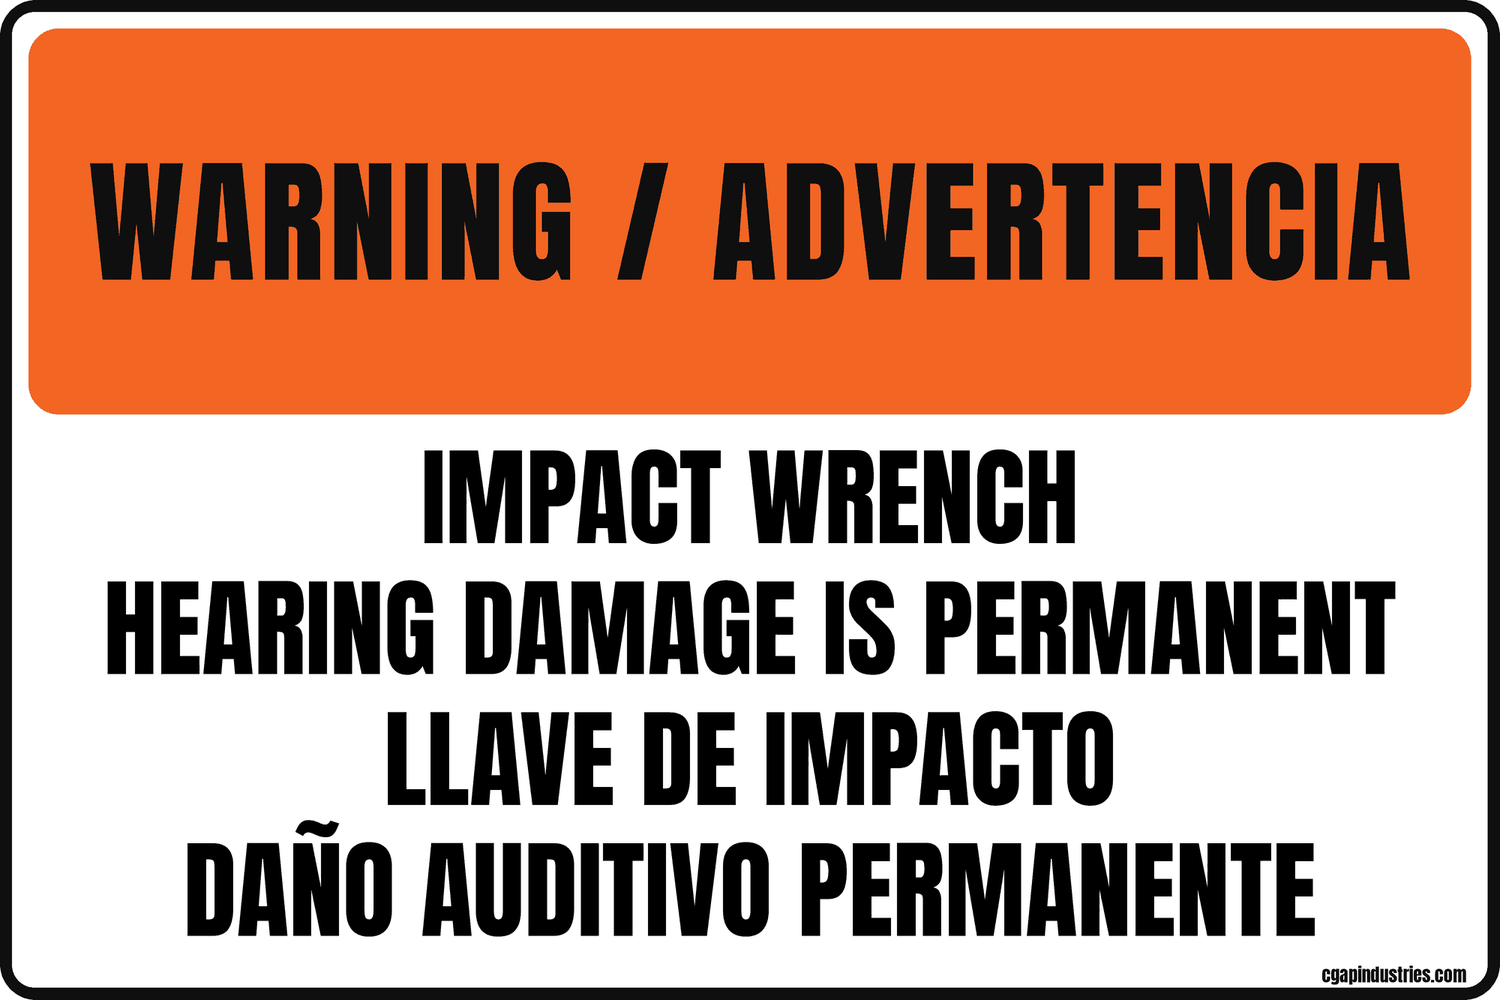 WARNING / ADVERTENCIA
IMPACT WRENCH
HEARING DAMAGE IS PERMANENT
LLAVE DE IMPACTO
DAÑO AUDITIVO PERMANENTE
cgapindustries.com